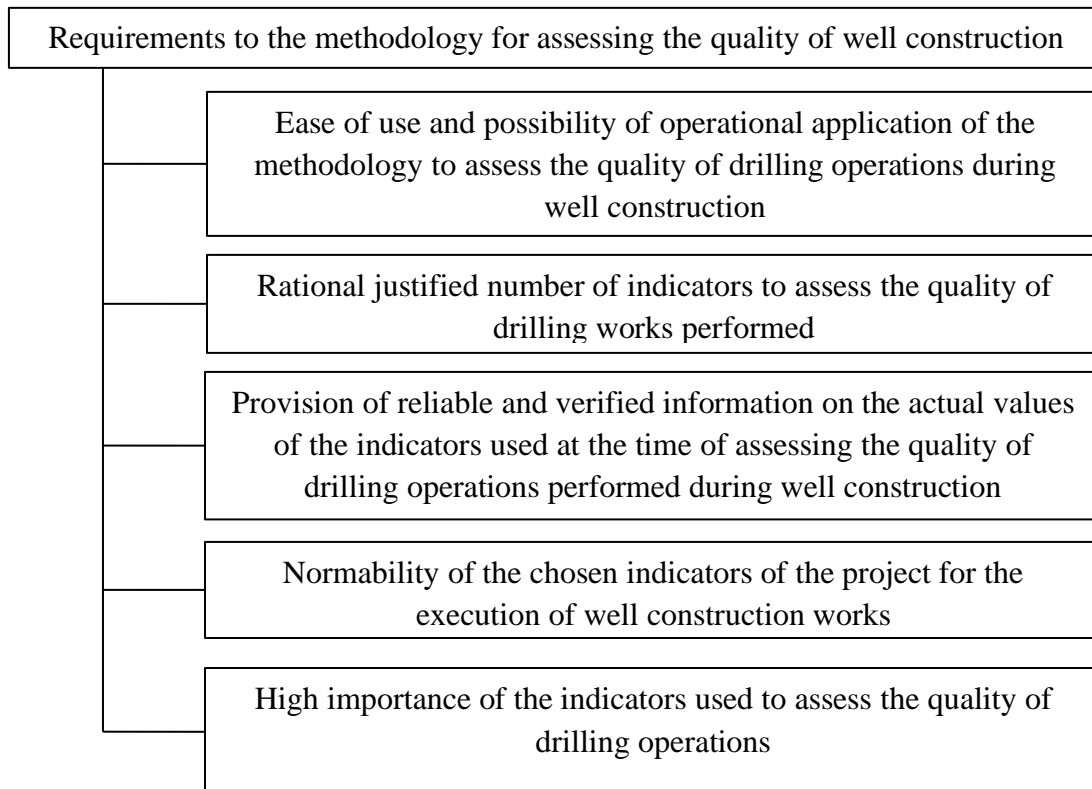 Requirements to the methodology for assessing the quality of well construction
Ease of use and possibility of operational application of the
methodology to assess the quality of drilling operations during
well construction
Rational justified number of indicators to assess the quality of
drilling works performed
Provision of reliable and verified information on the actual values
of the indicators used at the time of assessing the quality of
drilling operations performed during well construction
Normability of the chosen indicators of the project for the
execution of well construction works
High importance of the indicators used to assess the quality of
drilling operations